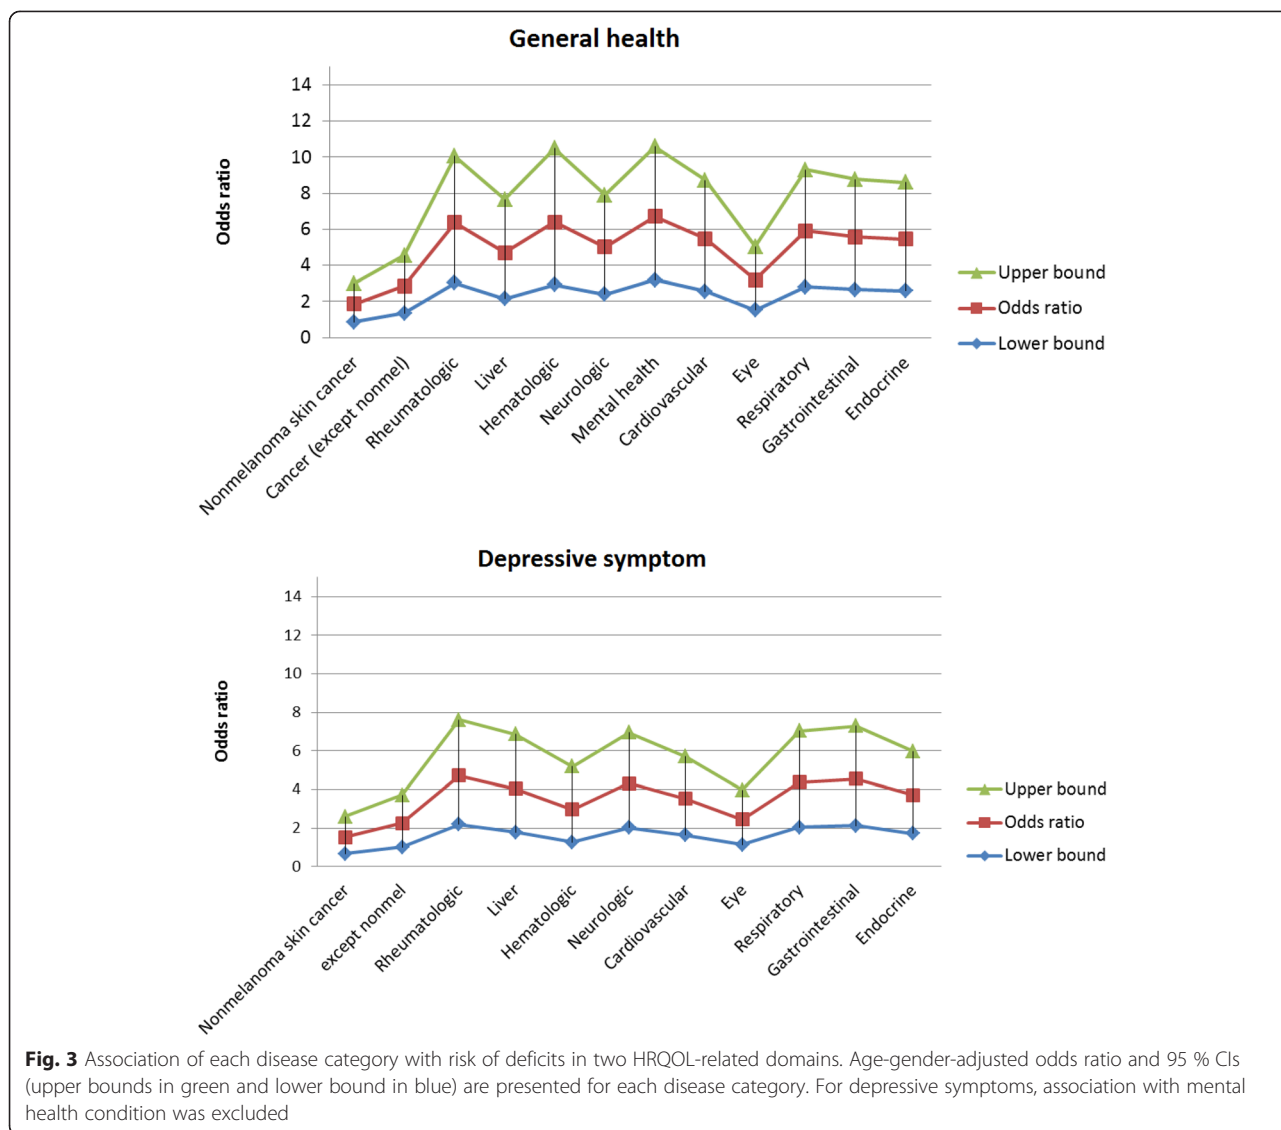 General health
14
12
10
8
6
4
2
0
Odds ratio
Upper bound
Odds ratio
Lower bound
Nonmelanoma skin cancer
Cancer (except nonmel)
Rheumatologic
Liver
Hematologic
Neurologic
Mental health
Cardiovascular
Eye
Respiratory
Gastrointestinal
Endocrine
Depressive symptom
14
12
10
8
6
4
2
0
Odds ratio
Upper bound
Odds ratio
Lower bound
Nonmelanoma skin cancer
except nonmel
Rheumatologic
Liver
Hematologic
Neurologic
Cardiovascular
Eye
Respiratory
Gastrointestinal
Endocrine
Fig. 3 Association of each disease category with risk of deficits in two HRQOL-related domains. Age-gender-adjusted odds ratio and 95 % CIs
(upper bounds in green and lower bound in blue) are presented for each disease category. For depressive symptoms, association with mental
health condition was excluded